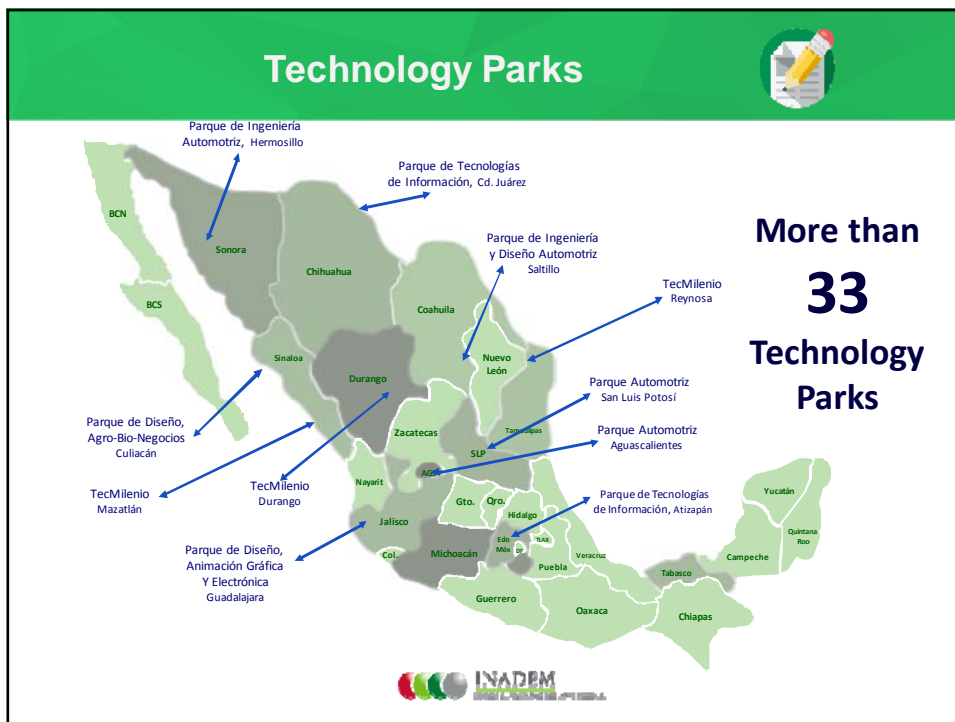 Technology Parks
Parque de Ingeniería
Automotriz, Hermosillo
Parque de Tecnologías
de Información, Cd. Juárez
Parque de Ingeniería
y Diseño Automotriz
Saltillo
TecMilenio
Reynosa
More than
33
Technology
Parks
BCN
Sonora
Chihuahua
BCS
Coahuila
Sinaloa
Nuevo
León
Durango
Parque Automotriz
San Luis Potosí
Parque de Diseño,
Agro-Bio-Negocios
Culiacán
Zacatecas
Tamaulipas
Parque Automotriz
Aguascalientes
SLP
AGS
TecMilenio
Mazatlán
TecMilenio
Durango
Nayarit
Gto.
Qro.
Hidalgo
Parque de Tecnologías
de Información, Atizapán
Yucatán
Quintana
Roo
Jalisco
Edo
Méx
DF
TLAX
Veracruz
Campeche
Parque de Diseño,
Animación Gráfica
Y Electrónica
Guadalajara
Col.
Michoacán
Puebla
Tabasco
Guerrero
Oaxaca
Chiapas
INADEM